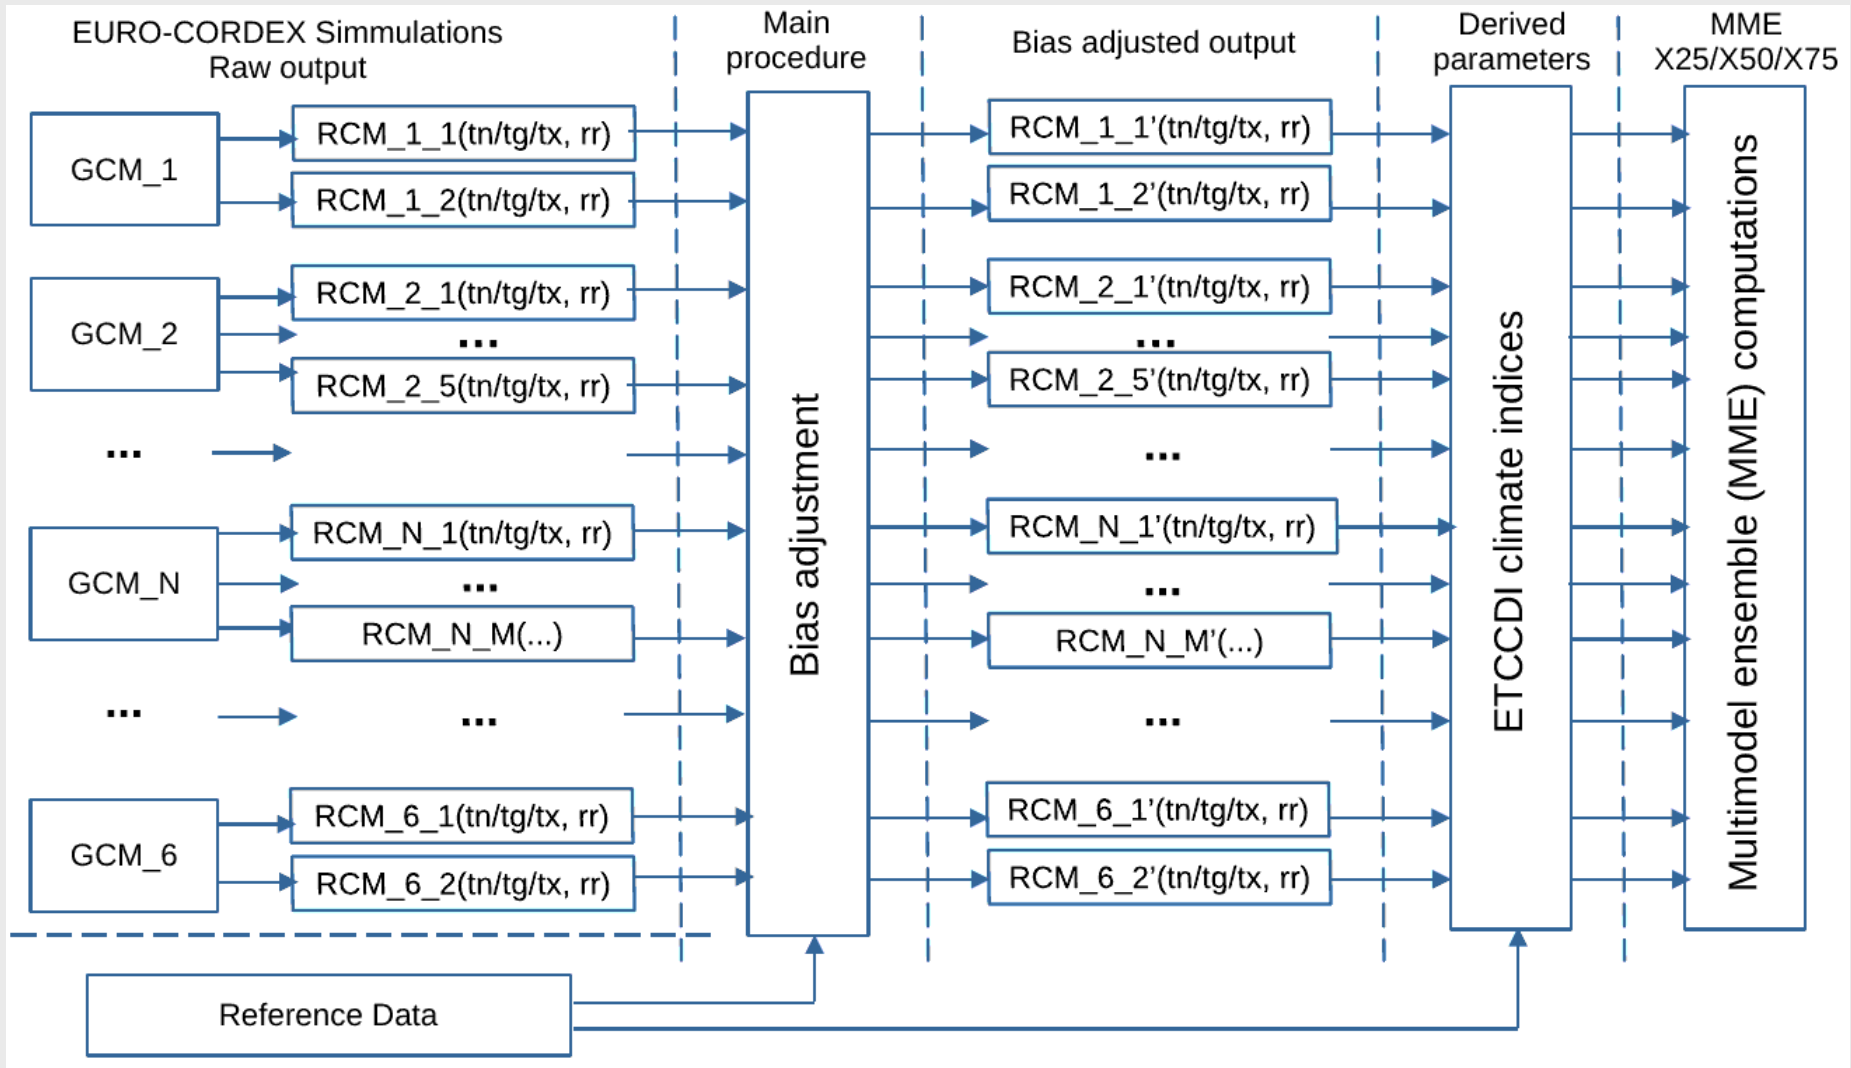 EURO-CORDEX Simmulations
Raw output
Main
procedure
Bias adjusted output
Derived
parameters
MME
X25/X50/X75
GCM_1
RCM_1_1(tn/tg/tx, rr)
RCM_1_2(tn/tg/tx, rr)
GCM_2
RCM_2_1(tn/tg/tx, rr)
...
RCM_2_5(tn/tg/tx, rr)
...
GCM_N
RCM_N_1(tn/tg/tx, rr)
...
RCM_N_M(...)
...
...
GCM_6
RCM_6_1(tn/tg/tx, rr)
RCM_6_2(tn/tg/tx, rr)
Bias adjustment
RCM_1_1’(tn/tg/tx, rr)
RCM_1_2’(tn/tg/tx, rr)
RCM_2_1’(tn/tg/tx, rr)
...
RCM_2_5’(tn/tg/tx, rr)
...
RCM_N_1’(tn/tg/tx, rr)
...
RCM_N_M’(...)
...
RCM_6_1’(tn/tg/tx, rr)
RCM_6_2’(tn/tg/tx, rr)
ETCCDI climate indices
Multimodel ensemble (MME) computations
Reference Data